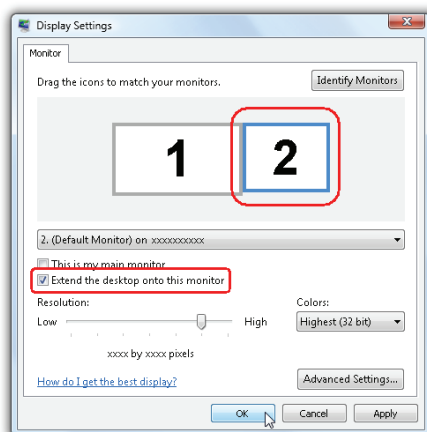 Display Settings
Monitor
Drag the icons to match your monitors.
Identify Monitors
1
2
2. (Default Monitor) on xxxxxxxxxx
This is my main monitor
Extend the desktop onto this monitor
Resolution:
Colors:
Low
High
Highest (32 bit)
xxxx by xxxx pixels
How do I get the best display?
Advanced Settings...
OK
Cancel
Apply